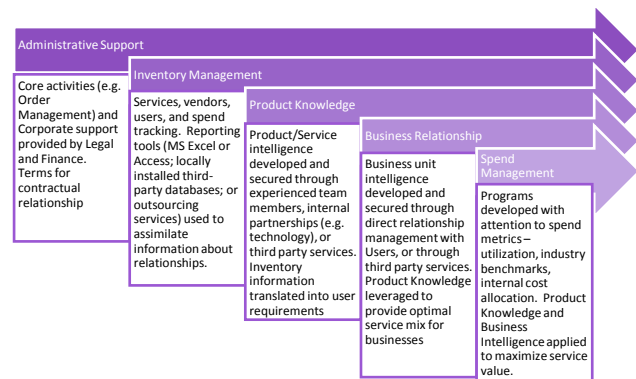 Administrative Support
Core activities (e.g.
Order
Management) and
Corporate support
provided by Legal
and Finance.
Terms for
contractual
relationship
Inventory Management
Services, vendors,
users, and spend
tracking. Reporting
tools (MS Excel or
Access; locally
installed third-
party databases; or
outsourcing
services) used to
assimilate
information about
relationships.
Product Knowledge
Product/Service
intelligence
developed and
secured through
experienced team
members, internal
partnerships (e.g.
technology), or
third party services.
Inventory
information
translated into user
requirements
Business Relationship
Business unit
intelligence
developed and
secured through
direct relationship
management with
Users, or through
third party services.
Product Knowledge
leveraged to
provide optimal
service mix for
businesses
Spend
Management
Programs
developed with
attention to spend
metrics –
utilization, industry
benchmarks,
internal cost
allocation. Product
Knowledge and
Business
Intelligence applied
to maximize service
value.